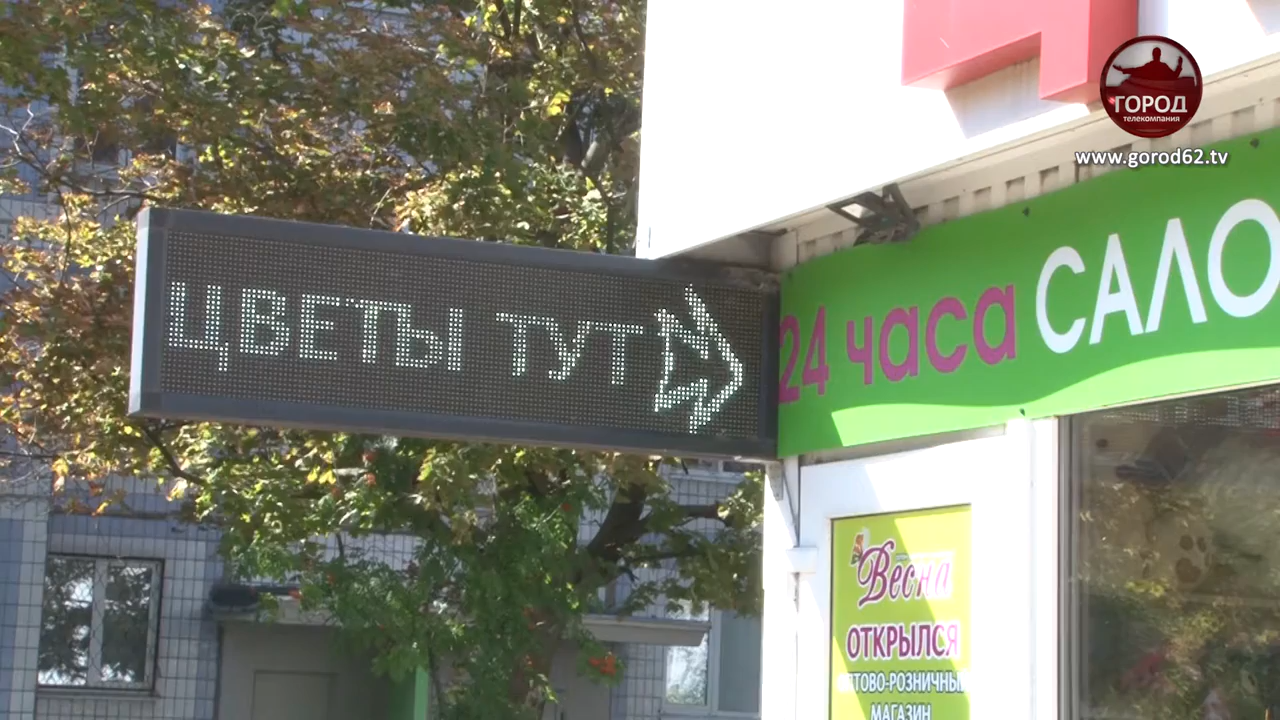 ГОРОД
телекомпания
www.gorod62.tv
ЦВЕТЫ ТУТ
24 часа САЛО
Весна
ОТКРЫЛСЯ
МАГАЗИН